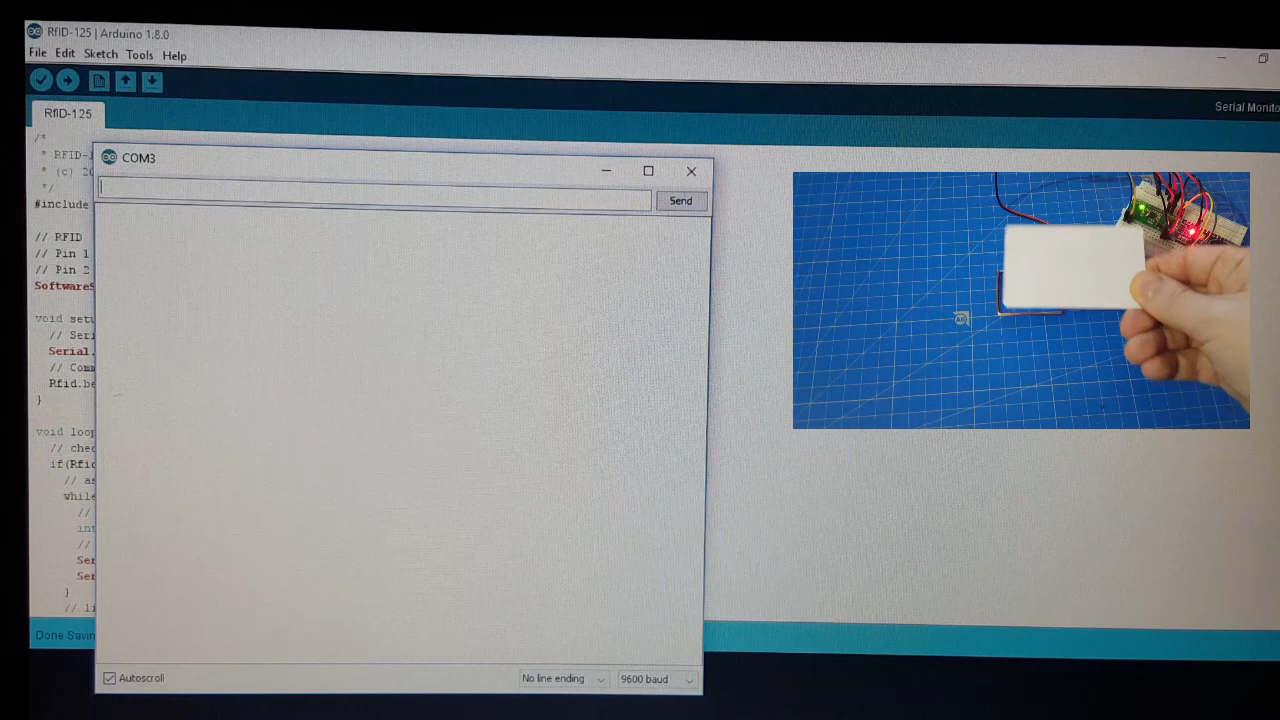 RfID-125 | Arduino 1.8.0
File Edit Sketch Tools Help
Serial Monito
RfID-125
/*
* RFID-
* (c) 20
*/
#include
// RFID
// Pin 1
// Pin 2
SoftwareS
void setu
// Seri
Serial.
// Comm
Rfid.be
}
void loop
// chec
if(Rfid
// as
while
//
int
//
Ser
Ser
}
// li
Done Savin
COM3
Send
Autoscroll
No line ending
9600 baud